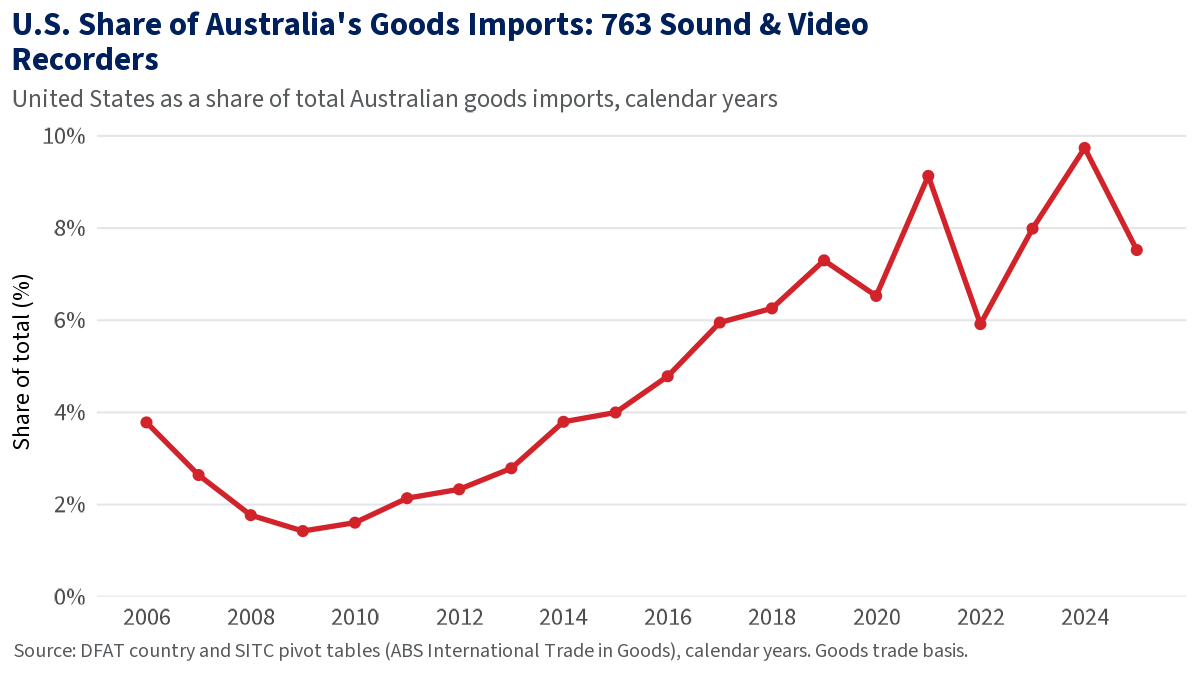 U.S. Share of Australia's Goods Imports: 763 Sound & Video
Recorders
United States as a share of total Australian goods imports, calendar years
Share of total (%)
10%
8%
6%
4%
2%
0%
2006 2008 2010 2012 2014 2016 2018 2020 2022 2024
Source: DFAT country and SITC pivot tables (ABS International Trade in Goods), calendar years. Goods trade basis.